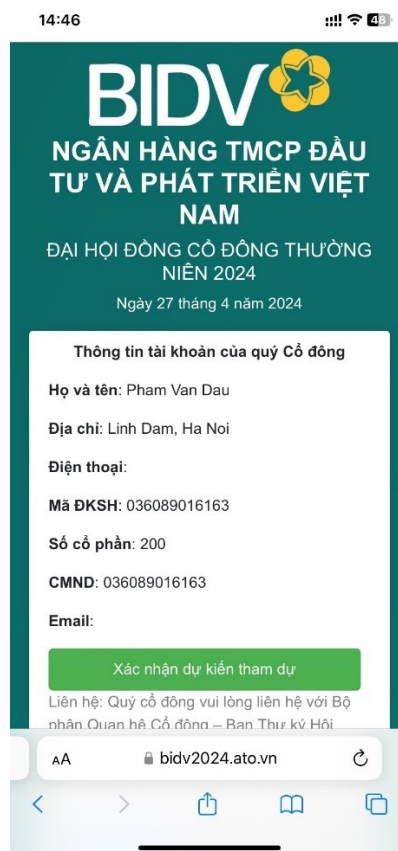 14:46
48
BIDV
NGÂN HÀNG TMCP ĐẦU
TƯ VÀ PHÁT TRIỂN VIỆT
NAM
ĐẠI HỘI ĐỒNG CỔ ĐÔNG THƯỜNG
NIÊN 2024
Ngày 27 tháng 4 năm 2024
Thông tin tài khoản của quý Cổ đông
Họ và tên: Pham Van Dau
Địa chỉ: Linh Dam, Ha Noi
Điện thoại:
Mã ĐKSH: 036089016163
Số cổ phần: 200
CMND: 036089016163
Email:
Xác nhận dự kiến tham dự
Liên hệ: Quý cổ đông vui lòng liên hệ với Bộ
phận Quan hệ Cổ đông – Ban Thư ký Hội
AA
bidv2024.ato.vn